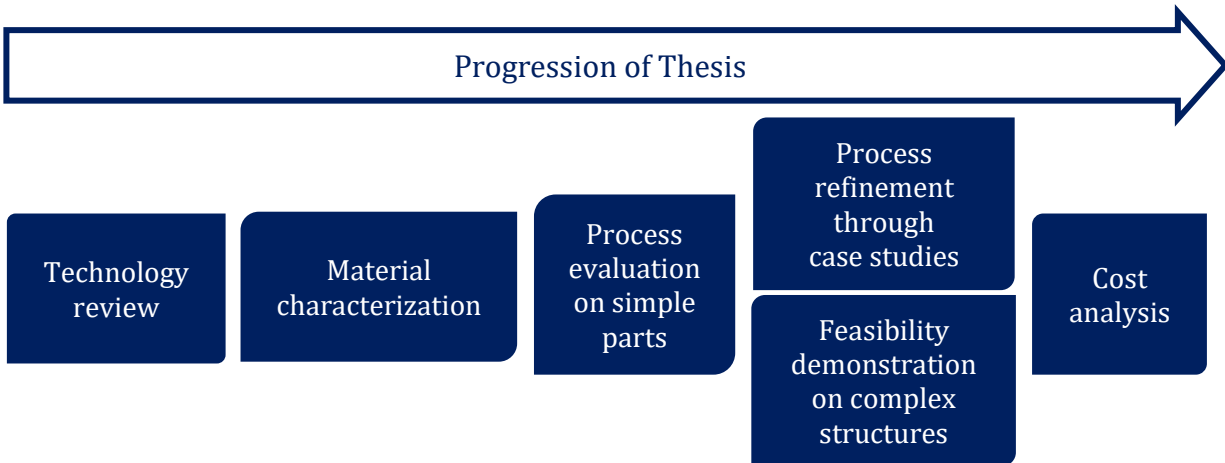 Progression of Thesis
Technology
review
Material
characterization
Process
evaluation
on simple
parts
Process
refinement
through
case studies
Feasibility
demonstration
on complex
structures
Cost
analysis